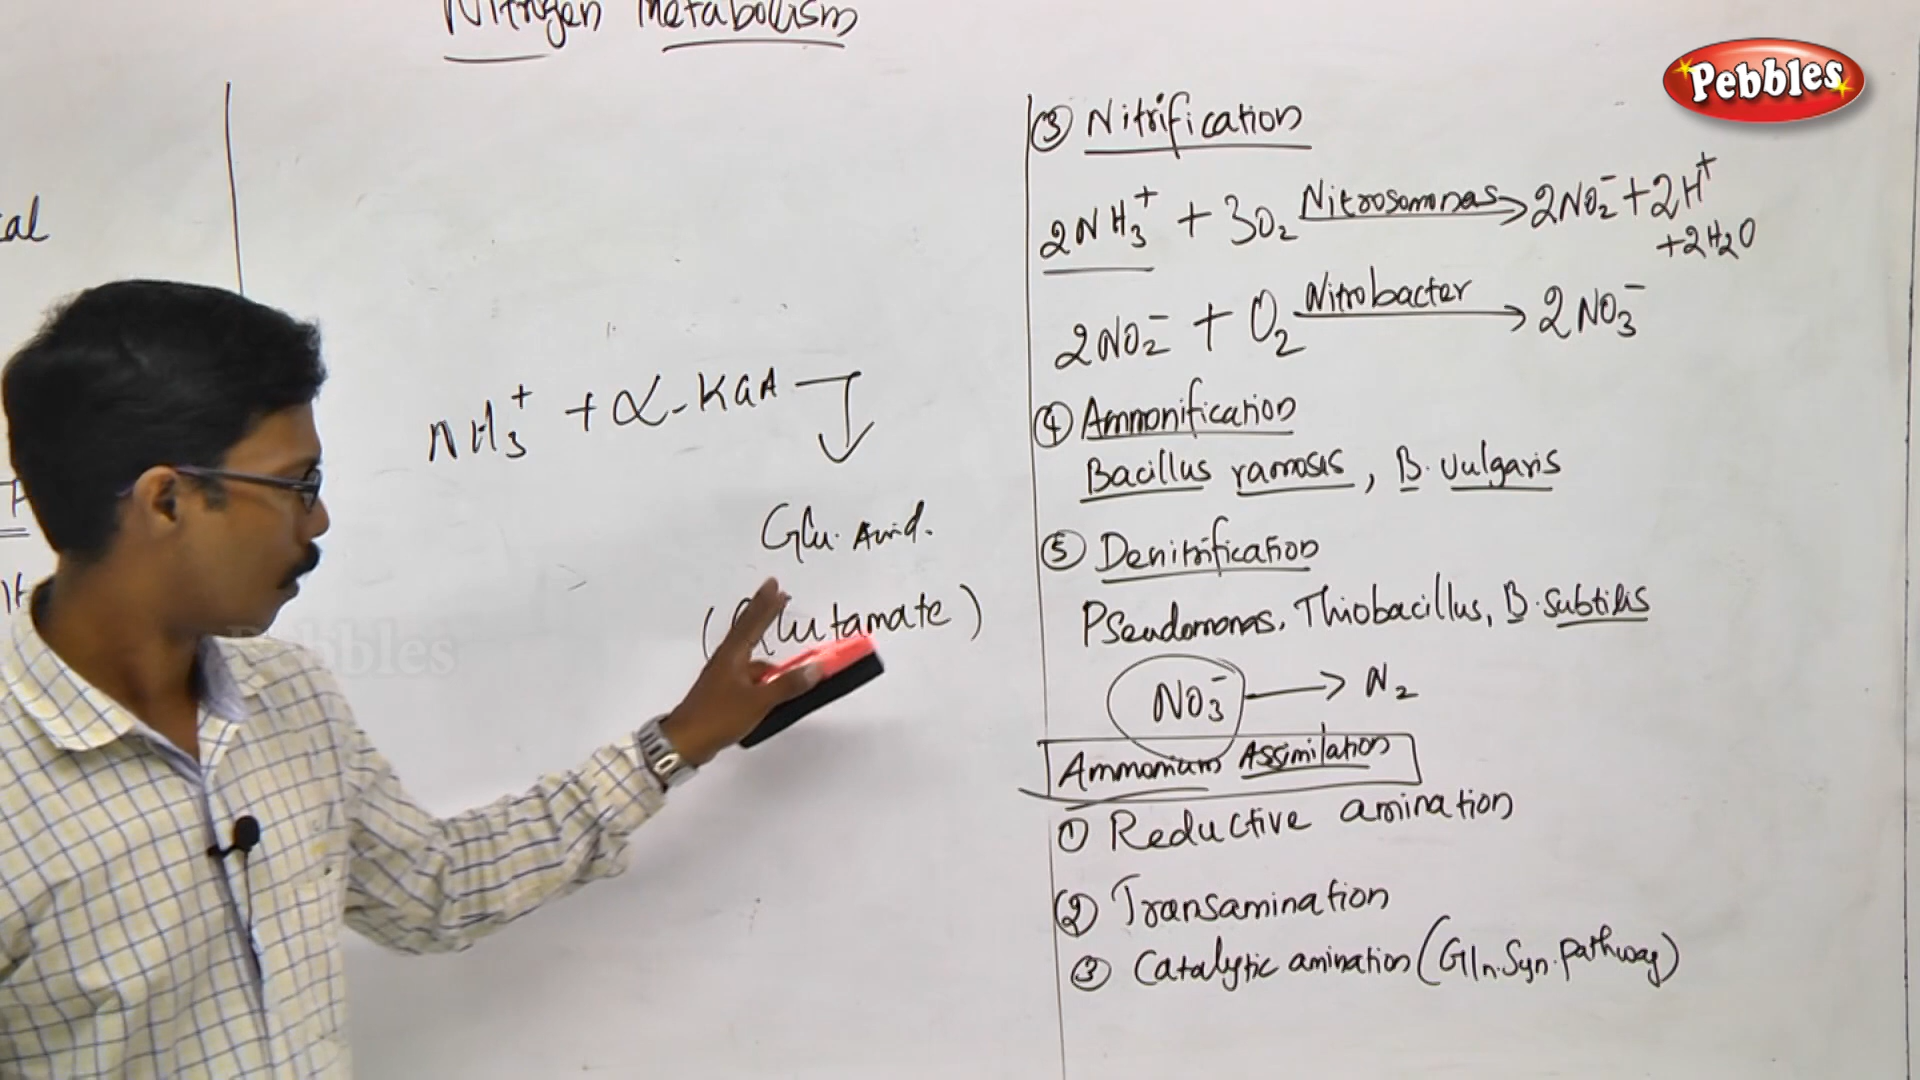 Nitrogen Metabolism
cal
NH₃⁺ + α-KGA
Glu. Acid.
(Glutamate)
Pebbles
③ Nitrification
2NH₃⁺ + 3O₂ Nitrosomonas → 2NO₂⁻ + 2H⁺
+2H₂O
2NO₂⁻ + O₂ Nitrobacter → 2NO₃⁻
④ Ammonification
Bacillus ramosus, B. vulgaris
⑤ Denitrification
Pseudomonas, Thiobacillus, B. subtilis
NO₃⁻ → N₂
Ammonium Assimilation
① Reductive amination
② Transamination
③ Catalytic amination (Gln. Syn. pathway)
Pebbles